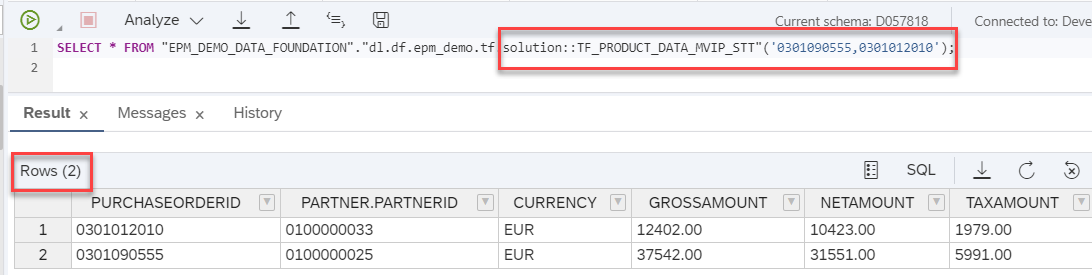 Analyze
Current schema: D057818
Connected to: Deve
1 SELECT * FROM "EPM_DEMO_DATA_FOUNDATION"."dl.df.epm_demo.tf_solution::TF_PRODUCT_DATA_MVIP_STT"('0301090555,0301012010');
2
Result x
Messages x
History
Rows (2)
SQL
PURCHASEORDERID PARTNER.PARTNERID CURRENCY GROSSAMOUNT NETAMOUNT TAXAMOUNT
1 0301012010 0100000033 EUR 12402.00 10423.00 1979.00
2 0301090555 0100000025 EUR 37542.00 31551.00 5991.00